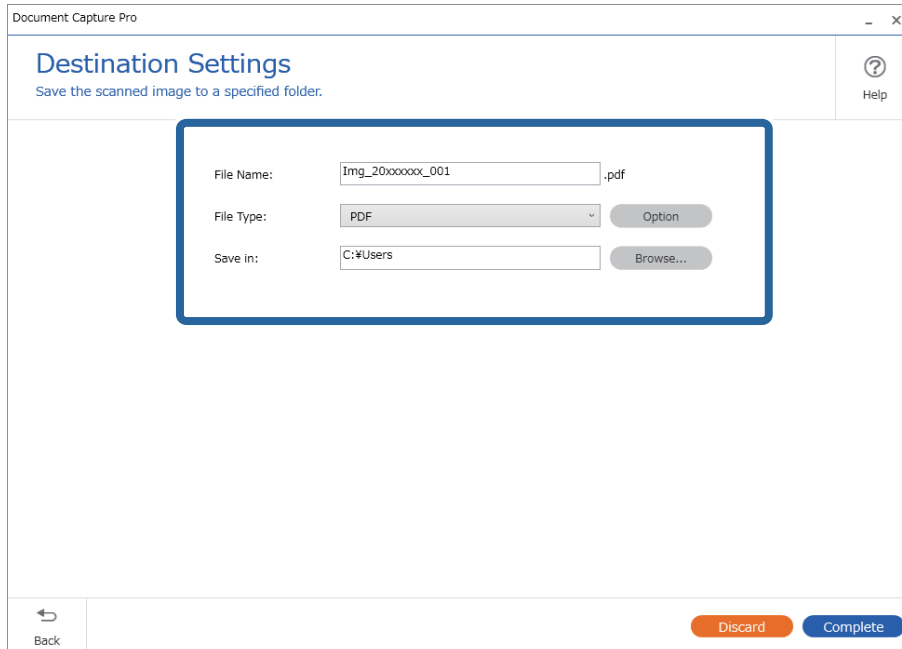 Document Capture Pro
Destination Settings
Save the scanned image to a specified folder.
Help
File Name: Img_20xxxxxx_001 .pdf
File Type: PDF Option
Save in: C:¥Users Browse...
Back
Discard Complete